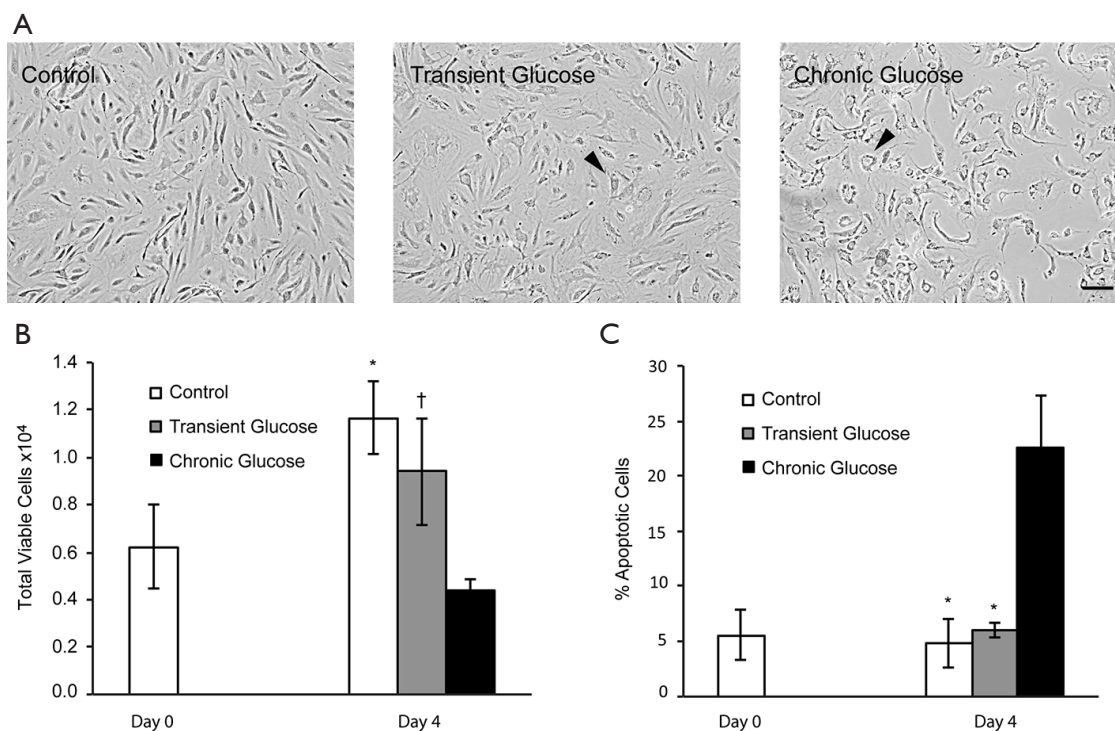 A
Control
Transient Glucose
Chronic Glucose
B
Total Viable Cells x10⁴
1.4
1.2
1.0
0.8
0.6
0.4
0.2
0.0
Control
Transient Glucose
Chronic Glucose
*
†
Day 0
Day 4
C
% Apoptotic Cells
30
25
20
15
10
5
0
Control
Transient Glucose
Chronic Glucose
*
*
Day 0
Day 4